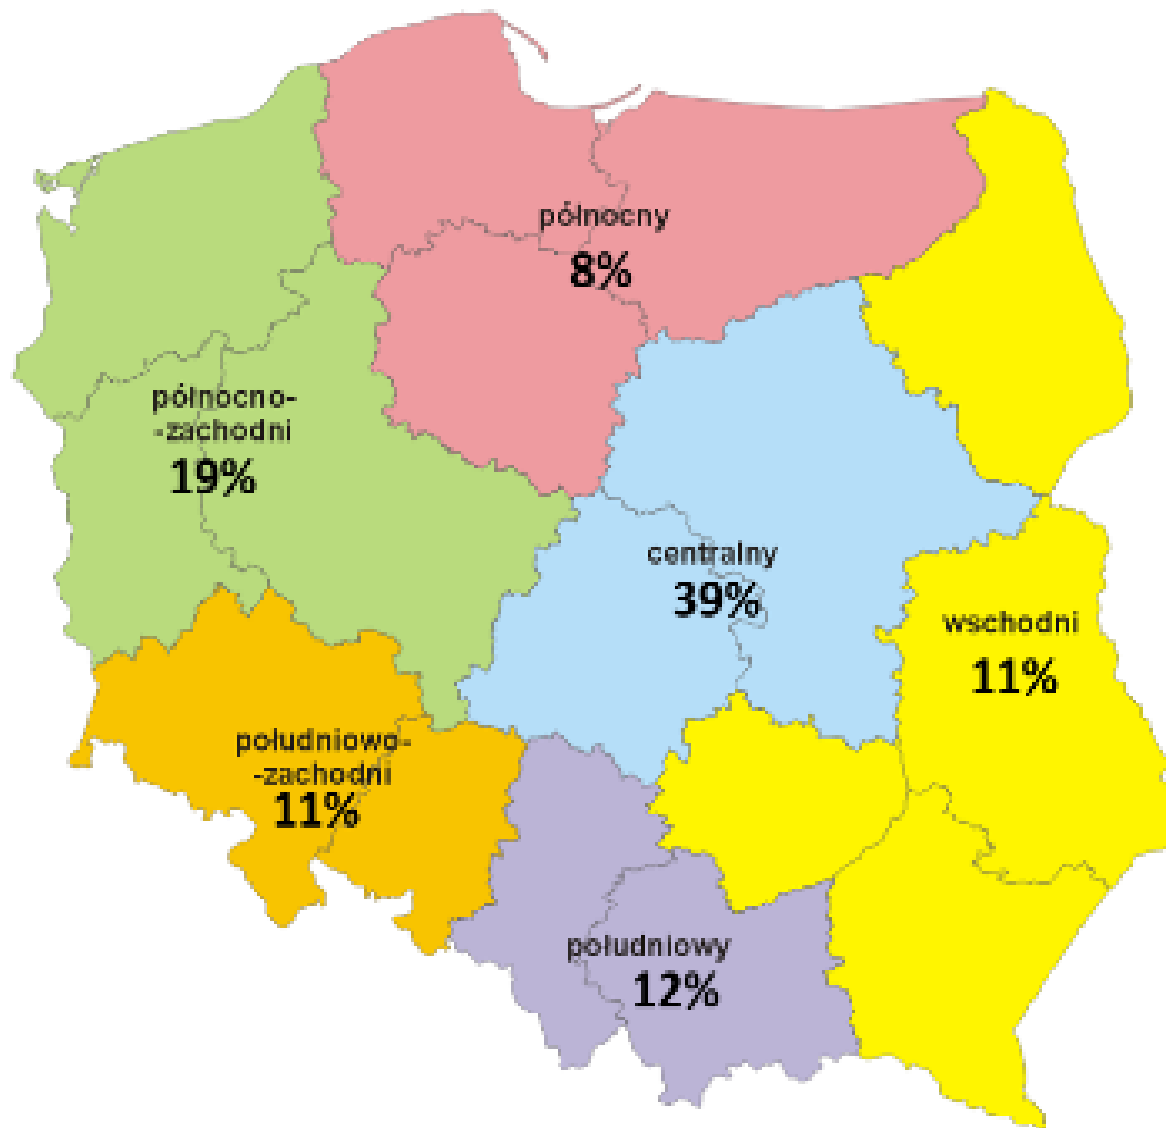 północny
8%
północno-
-zachodni
19%
centralny
39%
wschodni
11%
południowo-
-zachodni
11%
południowy
12%